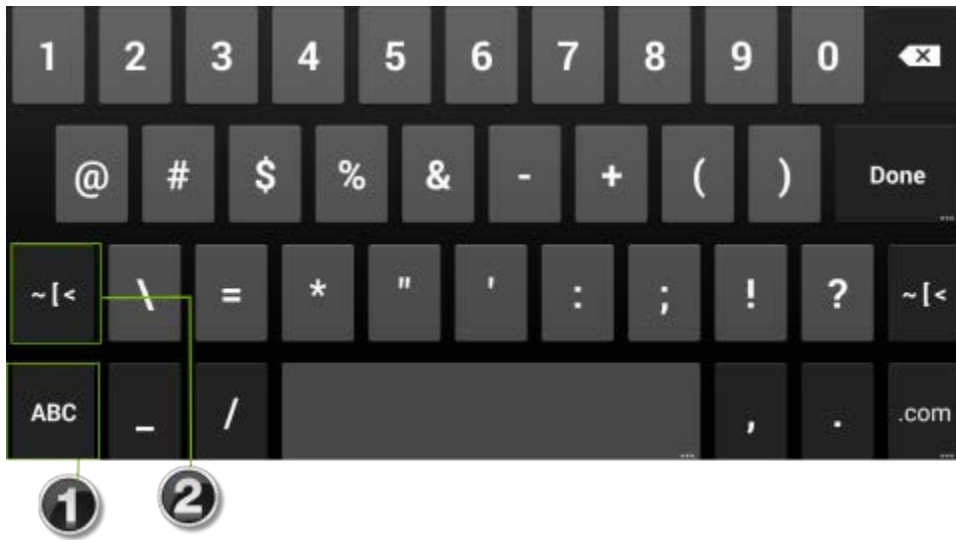 1 2 3 4 5 6 7 8 9 0
@ # $ % & - + ( ) Done
~[< \ = * " ' : ; ! ? ~[<
ABC _ / , . .com
1 2